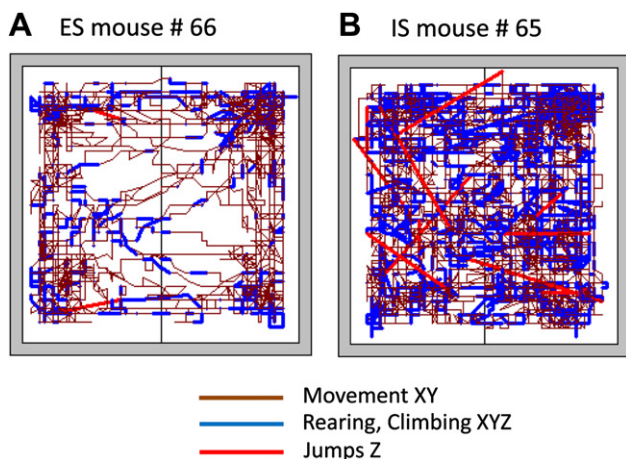 A ES mouse # 66
B IS mouse # 65
Movement XY
Rearing, Climbing XYZ
Jumps Z